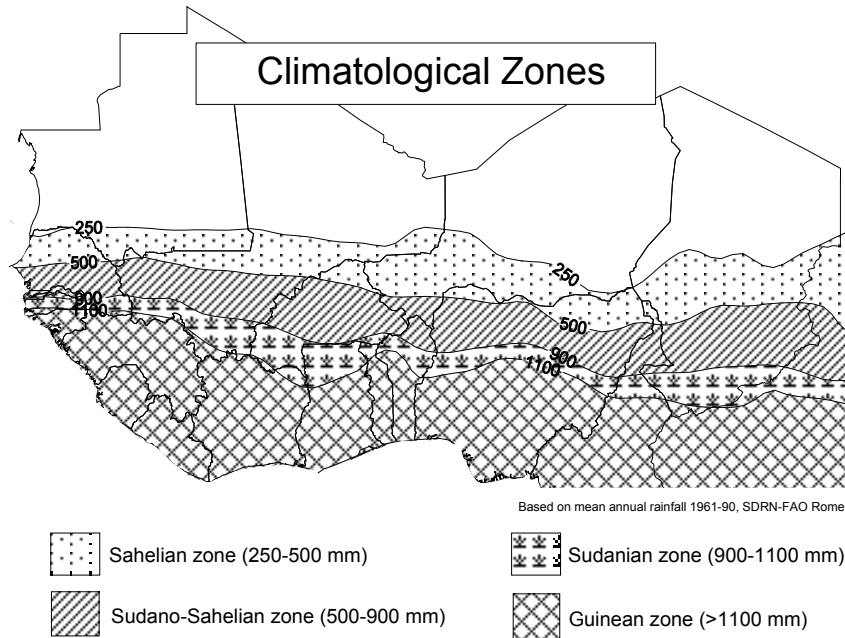 Climatological Zones
250
500
900
1100
250
500
900
1100
Based on mean annual rainfall 1961-90, SDRN-FAO Rome
Sahelian zone (250-500 mm)
Sudanian zone (900-1100 mm)
Sudano-Sahelian zone (500-900 mm)
Guinean zone (>1100 mm)